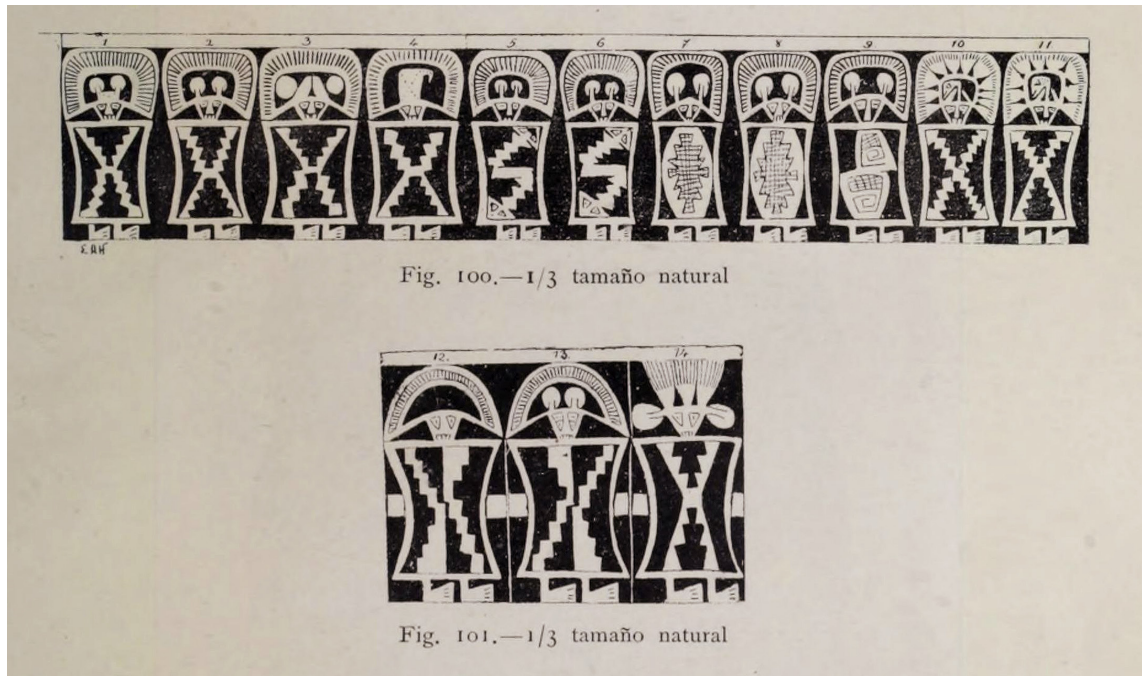 1 2 3 4 5 6 7 8 9 10 11.
Fig. 100.—1/3 tamaño natural
12. 13. 14.
Fig. 101.—1/3 tamaño natural